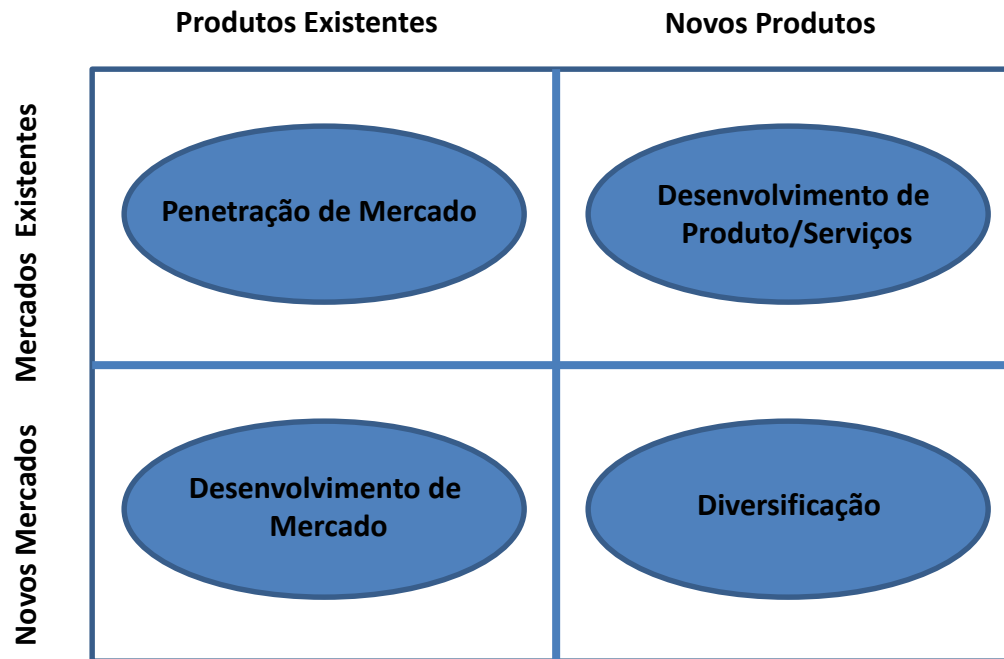 Produtos Existentes
Novos Produtos
Mercados Existentes
Penetração de Mercado
Desenvolvimento de
Produto/Serviços
Novos Mercados
Desenvolvimento de
Mercado
Diversificação